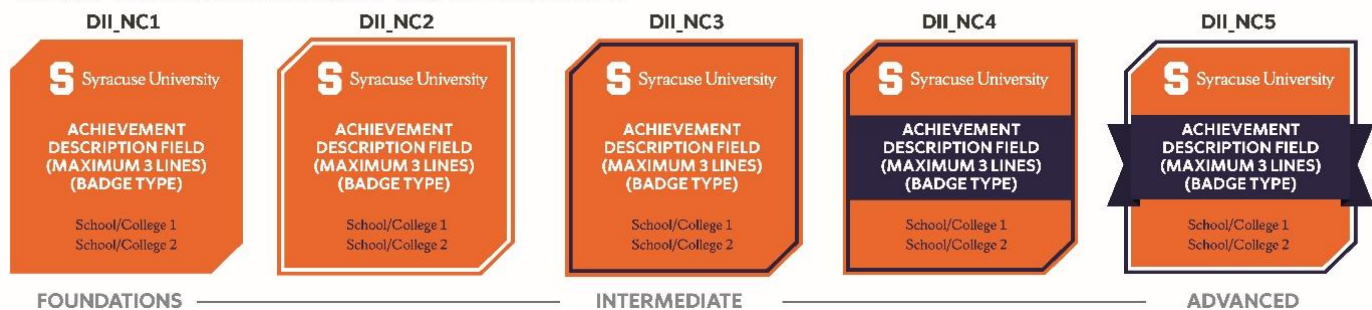 DII_NC1
DII_NC2
DII_NC3
DII_NC4
DII_NC5
S Syracuse University
ACHIEVEMENT
DESCRIPTION FIELD
(MAXIMUM 3 LINES)
(BADGE TYPE)
School/College 1
School/College 2
S Syracuse University
ACHIEVEMENT
DESCRIPTION FIELD
(MAXIMUM 3 LINES)
(BADGE TYPE)
School/College 1
School/College 2
S Syracuse University
ACHIEVEMENT
DESCRIPTION FIELD
(MAXIMUM 3 LINES)
(BADGE TYPE)
School/College 1
School/College 2
S Syracuse University
ACHIEVEMENT
DESCRIPTION FIELD
(MAXIMUM 3 LINES)
(BADGE TYPE)
School/College 1
School/College 2
S Syracuse University
ACHIEVEMENT
DESCRIPTION FIELD
(MAXIMUM 3 LINES)
(BADGE TYPE)
School/College 1
School/College 2
FOUNDATIONS
INTERMEDIATE
ADVANCED